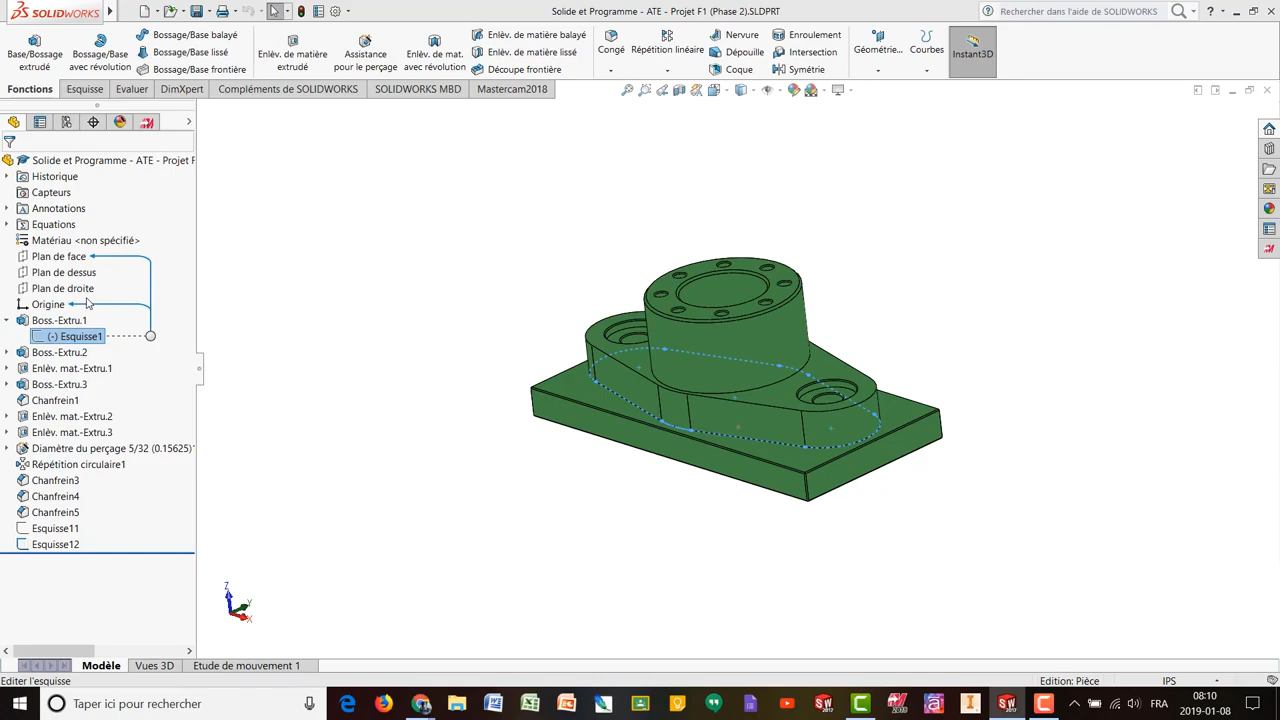 SOLIDWORKS
Solide et Programme - ATE - Projet F1 (Phase 2).SLDPRT
Rechercher dans l'aide de SOLIDWORKS
?
Base/Bossage extrudé
Bossage/Base avec révolution
Bossage/Base balayé
Bossage/Base lissé
Bossage/Base frontière
Enlèv. de matière extrudé
Assistance pour le perçage
Enlèv. de mat. avec révolution
Enlèv. de matière balayé
Enlèv. de matière lissé
Découpe frontière
Congé
Répétition linéaire
Nervure
Dépouille
Coque
Enroulement
Intersection
Symétrie
Géométrie...
Courbes
Instant3D
Fonctions
Esquisse
Evaluer
DimXpert
Compléments de SOLIDWORKS
SOLIDWORKS MBD
Mastercam2018
Solide et Programme - ATE - Projet F
Historique
Capteurs
Annotations
Equations
Matériau <non spécifié>
Plan de face
Plan de dessus
Plan de droite
Origine
Boss.-Extru.1
(-) Esquisse1
Boss.-Extru.2
Enlèv. mat.-Extru.1
Boss.-Extru.3
Chanfrein1
Enlèv. mat.-Extru.2
Enlèv. mat.-Extru.3
Diamètre du perçage 5/32 (0.15625)
Répétition circulaire1
Chanfrein3
Chanfrein4
Chanfrein5
Esquisse11
Esquisse12
Z
Y
X
Modèle
Vues 3D
Etude de mouvement 1
Editer l'esquisse
Edition: Pièce
IPS
Taper ici pour rechercher
FRA
08:10
2019-01-08